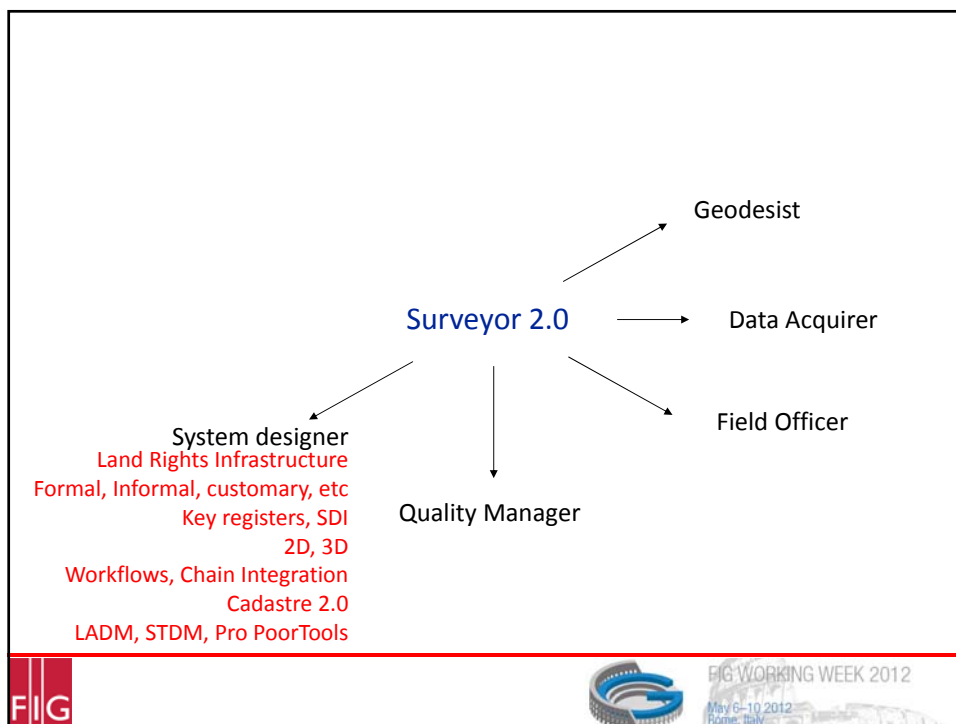 Geodesist
Surveyor 2.0
Data Acquirer
Field Officer
System designer
Land Rights Infrastructure
Formal, Informal, customary, etc
Key registers, SDI
2D, 3D
Workflows, Chain Integration
Cadastre 2.0
LADM, STDM, Pro PoorTools
Quality Manager
FIG
FIG WORKING WEEK 2012
May 6–10 2012
Rome, Italy